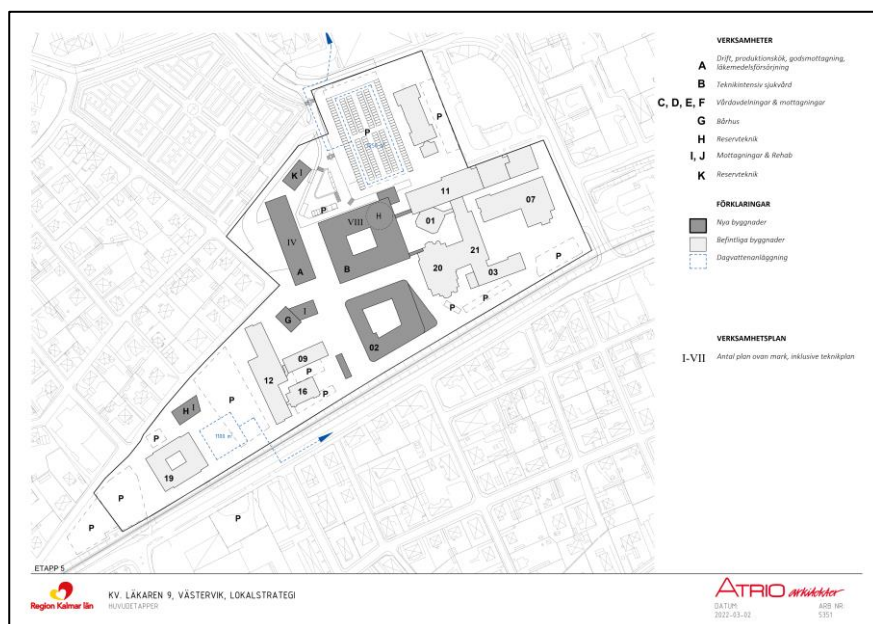 VERKSAMHETER
A Drift, produktionskök, godsmottagning, läkemedelsförsörjning
B Teknikintensiv sjukvård
C, D, E, F Vårdavdelningar & mottagningar
G Bårhus
H Reservteknik
I, J Mottagningar & Rehab
K Reservteknik
FÖRKLARINGAR
Nya byggnader
Befintliga byggnader
Dagvattenanläggning
VERKSAMHETSPLAN
I-VII Antal plan ovan mark, inklusive teknikplan
P
P
K I
11
07
P
VIII
H
01
IV
21
A
B
20
03
P
P
P
G
I
02
09
12
P
16
P
P
H I
P
1100 m²
19
P
P
P
ETAPP 5
Region Kalmar län
KV. LÄKAREN 9, VÄSTERVIK, LOKALSTRATEGI
HUVUDETAPPER
ATRIO arkitekter
DATUM:
2022-03-02
ARB NR:
5351